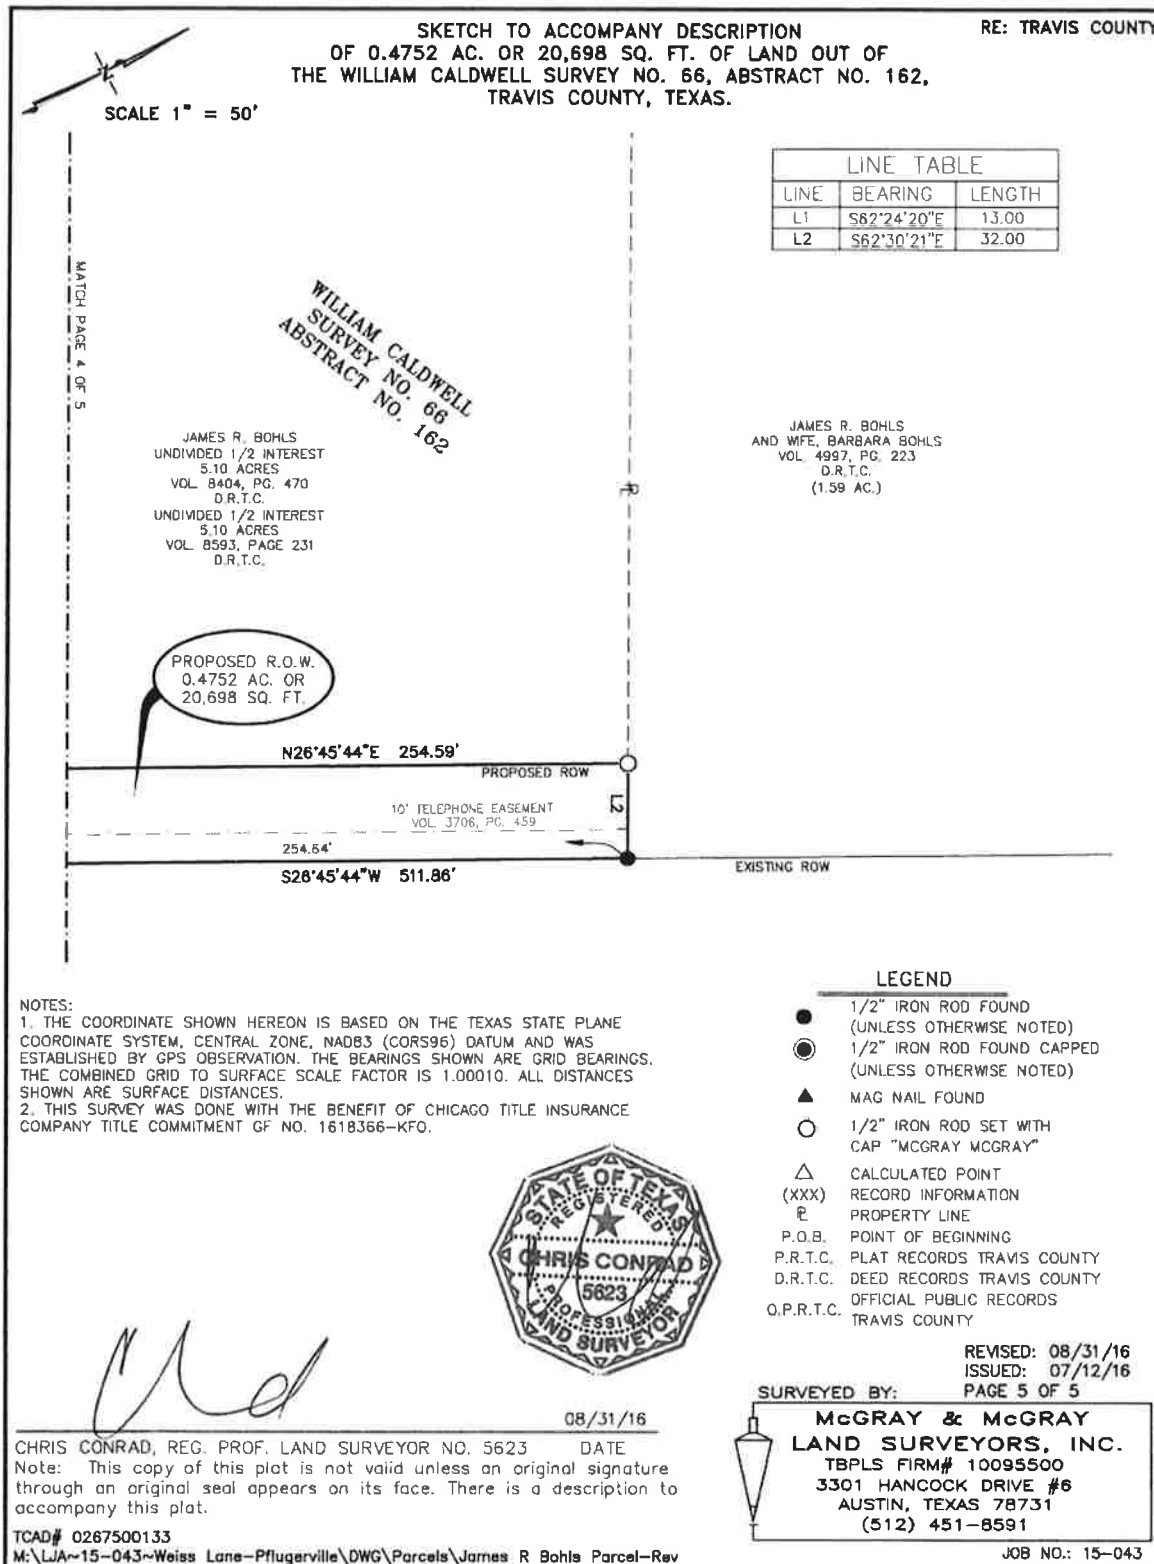 SKETCH TO ACCOMPANY DESCRIPTION
OF 0.4752 AC. OR 20,698 SQ. FT. OF LAND OUT OF
THE WILLIAM CALDWELL SURVEY NO. 66, ABSTRACT NO. 162,
TRAVIS COUNTY, TEXAS.
RE: TRAVIS COUNTY
SCALE 1" = 50'
LINE TABLE
LINE BEARING LENGTH
L1 S62°24'20"E 13.00
L2 S62°30'21"E 32.00
MATCH PAGE 4 OF 5
WILLIAM CALDWELL
SURVEY NO. 66
ABSTRACT NO. 162
JAMES R. BOHLS
UNDIVIDED 1/2 INTEREST
5.10 ACRES
VOL. 8404, PG. 470
D.R.T.C.
UNDIVIDED 1/2 INTEREST
5.10 ACRES
VOL. 8593, PAGE 231
D.R.T.C.
JAMES R. BOHLS
AND WIFE, BARBARA BOHLS
VOL. 4997, PG. 223
D.R.T.C.
(1.59 AC.)
PROPOSED R.O.W.
0.4752 AC. OR
20,698 SQ. FT.
N26°45'44"E 254.59'
PROPOSED ROW
L2
10' TELEPHONE EASEMENT
VOL. 3706, PG. 459
254.64'
S26°45'44"W 511.86'
EXISTING ROW
NOTES:
1. THE COORDINATE SHOWN HEREON IS BASED ON THE TEXAS STATE PLANE
COORDINATE SYSTEM, CENTRAL ZONE, NAD83 (CORS96) DATUM AND WAS
ESTABLISHED BY GPS OBSERVATION. THE BEARINGS SHOWN ARE GRID BEARINGS.
THE COMBINED GRID TO SURFACE SCALE FACTOR IS 1.00010. ALL DISTANCES
SHOWN ARE SURFACE DISTANCES.
2. THIS SURVEY WAS DONE WITH THE BENEFIT OF CHICAGO TITLE INSURANCE
COMPANY TITLE COMMITMENT GF NO. 1618366-KFO.
LEGEND
1/2" IRON ROD FOUND
(UNLESS OTHERWISE NOTED)
1/2" IRON ROD FOUND CAPPED
(UNLESS OTHERWISE NOTED)
MAG NAIL FOUND
1/2" IRON ROD SET WITH
CAP "MCGRAY MCGRAY"
CALCULATED POINT
(XXX) RECORD INFORMATION
PROPERTY LINE
P.O.B. POINT OF BEGINNING
P.R.T.C. PLAT RECORDS TRAVIS COUNTY
D.R.T.C. DEED RECORDS TRAVIS COUNTY
O.P.R.T.C. OFFICIAL PUBLIC RECORDS
TRAVIS COUNTY
STATE OF TEXAS
REGISTERED
CHRIS CONRAD
5623
PROFESSIONAL
LAND SURVEYOR
REVISED: 08/31/16
ISSUED: 07/12/16
PAGE 5 OF 5
SURVEYED BY:
McGRAY & McGRAY
LAND SURVEYORS, INC.
TBPLS FIRM# 10095500
3301 HANCOCK DRIVE #6
AUSTIN, TEXAS 78731
(512) 451-8591
08/31/16
CHRIS CONRAD, REG. PROF. LAND SURVEYOR NO. 5623 DATE
Note: This copy of this plat is not valid unless an original signature
through an original seal appears on its face. There is a description to
accompany this plat.
TCAD# 0267500133
M:\LJA~15-043~Weiss Lane-Pflugerville\DWG\Parcels\James R Bohls Parcel-Rev
JOB NO.: 15-043